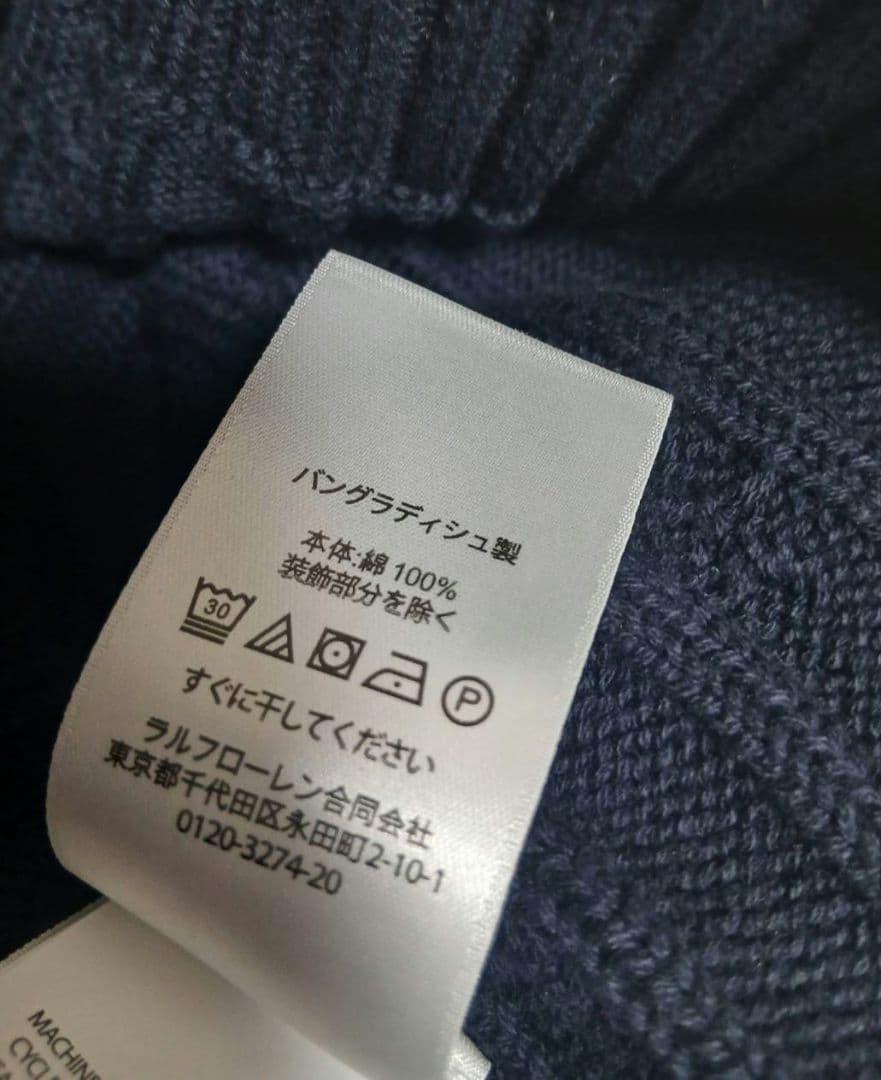 バングラディシュ製
本体:綿 100%
装飾部分を除く
30
P
すぐに干してください
ラルフローレン合同会社
東京都千代田区永田町2-10-1
0120-3274-20
MACHINE